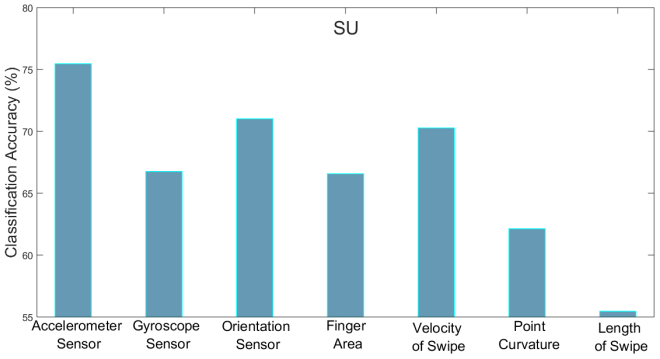 SU
Classification Accuracy (%)
80
75
70
65
60
55
Accelerometer Sensor
Gyroscope Sensor
Orientation Sensor
Finger Area
Velocity of Swipe
Point Curvature
Length of Swipe